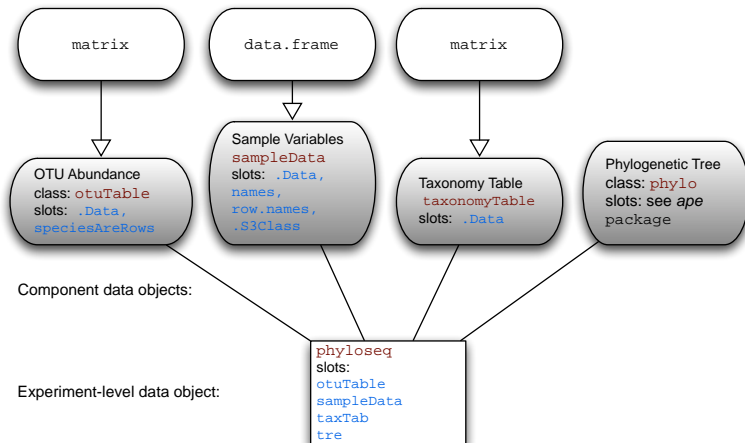 matrix
data.frame
matrix
OTU Abundance
class: otuTable
slots: .Data,
speciesAreRows
Sample Variables
sampleData
slots: .Data,
names,
row.names,
.S3Class
Taxonomy Table
taxonomyTable
slots: .Data
Phylogenetic Tree
class: phylo
slots: see ape
package
Component data objects:
Experiment-level data object:
phyloseq
slots:
otuTable
sampleData
taxTab
tre